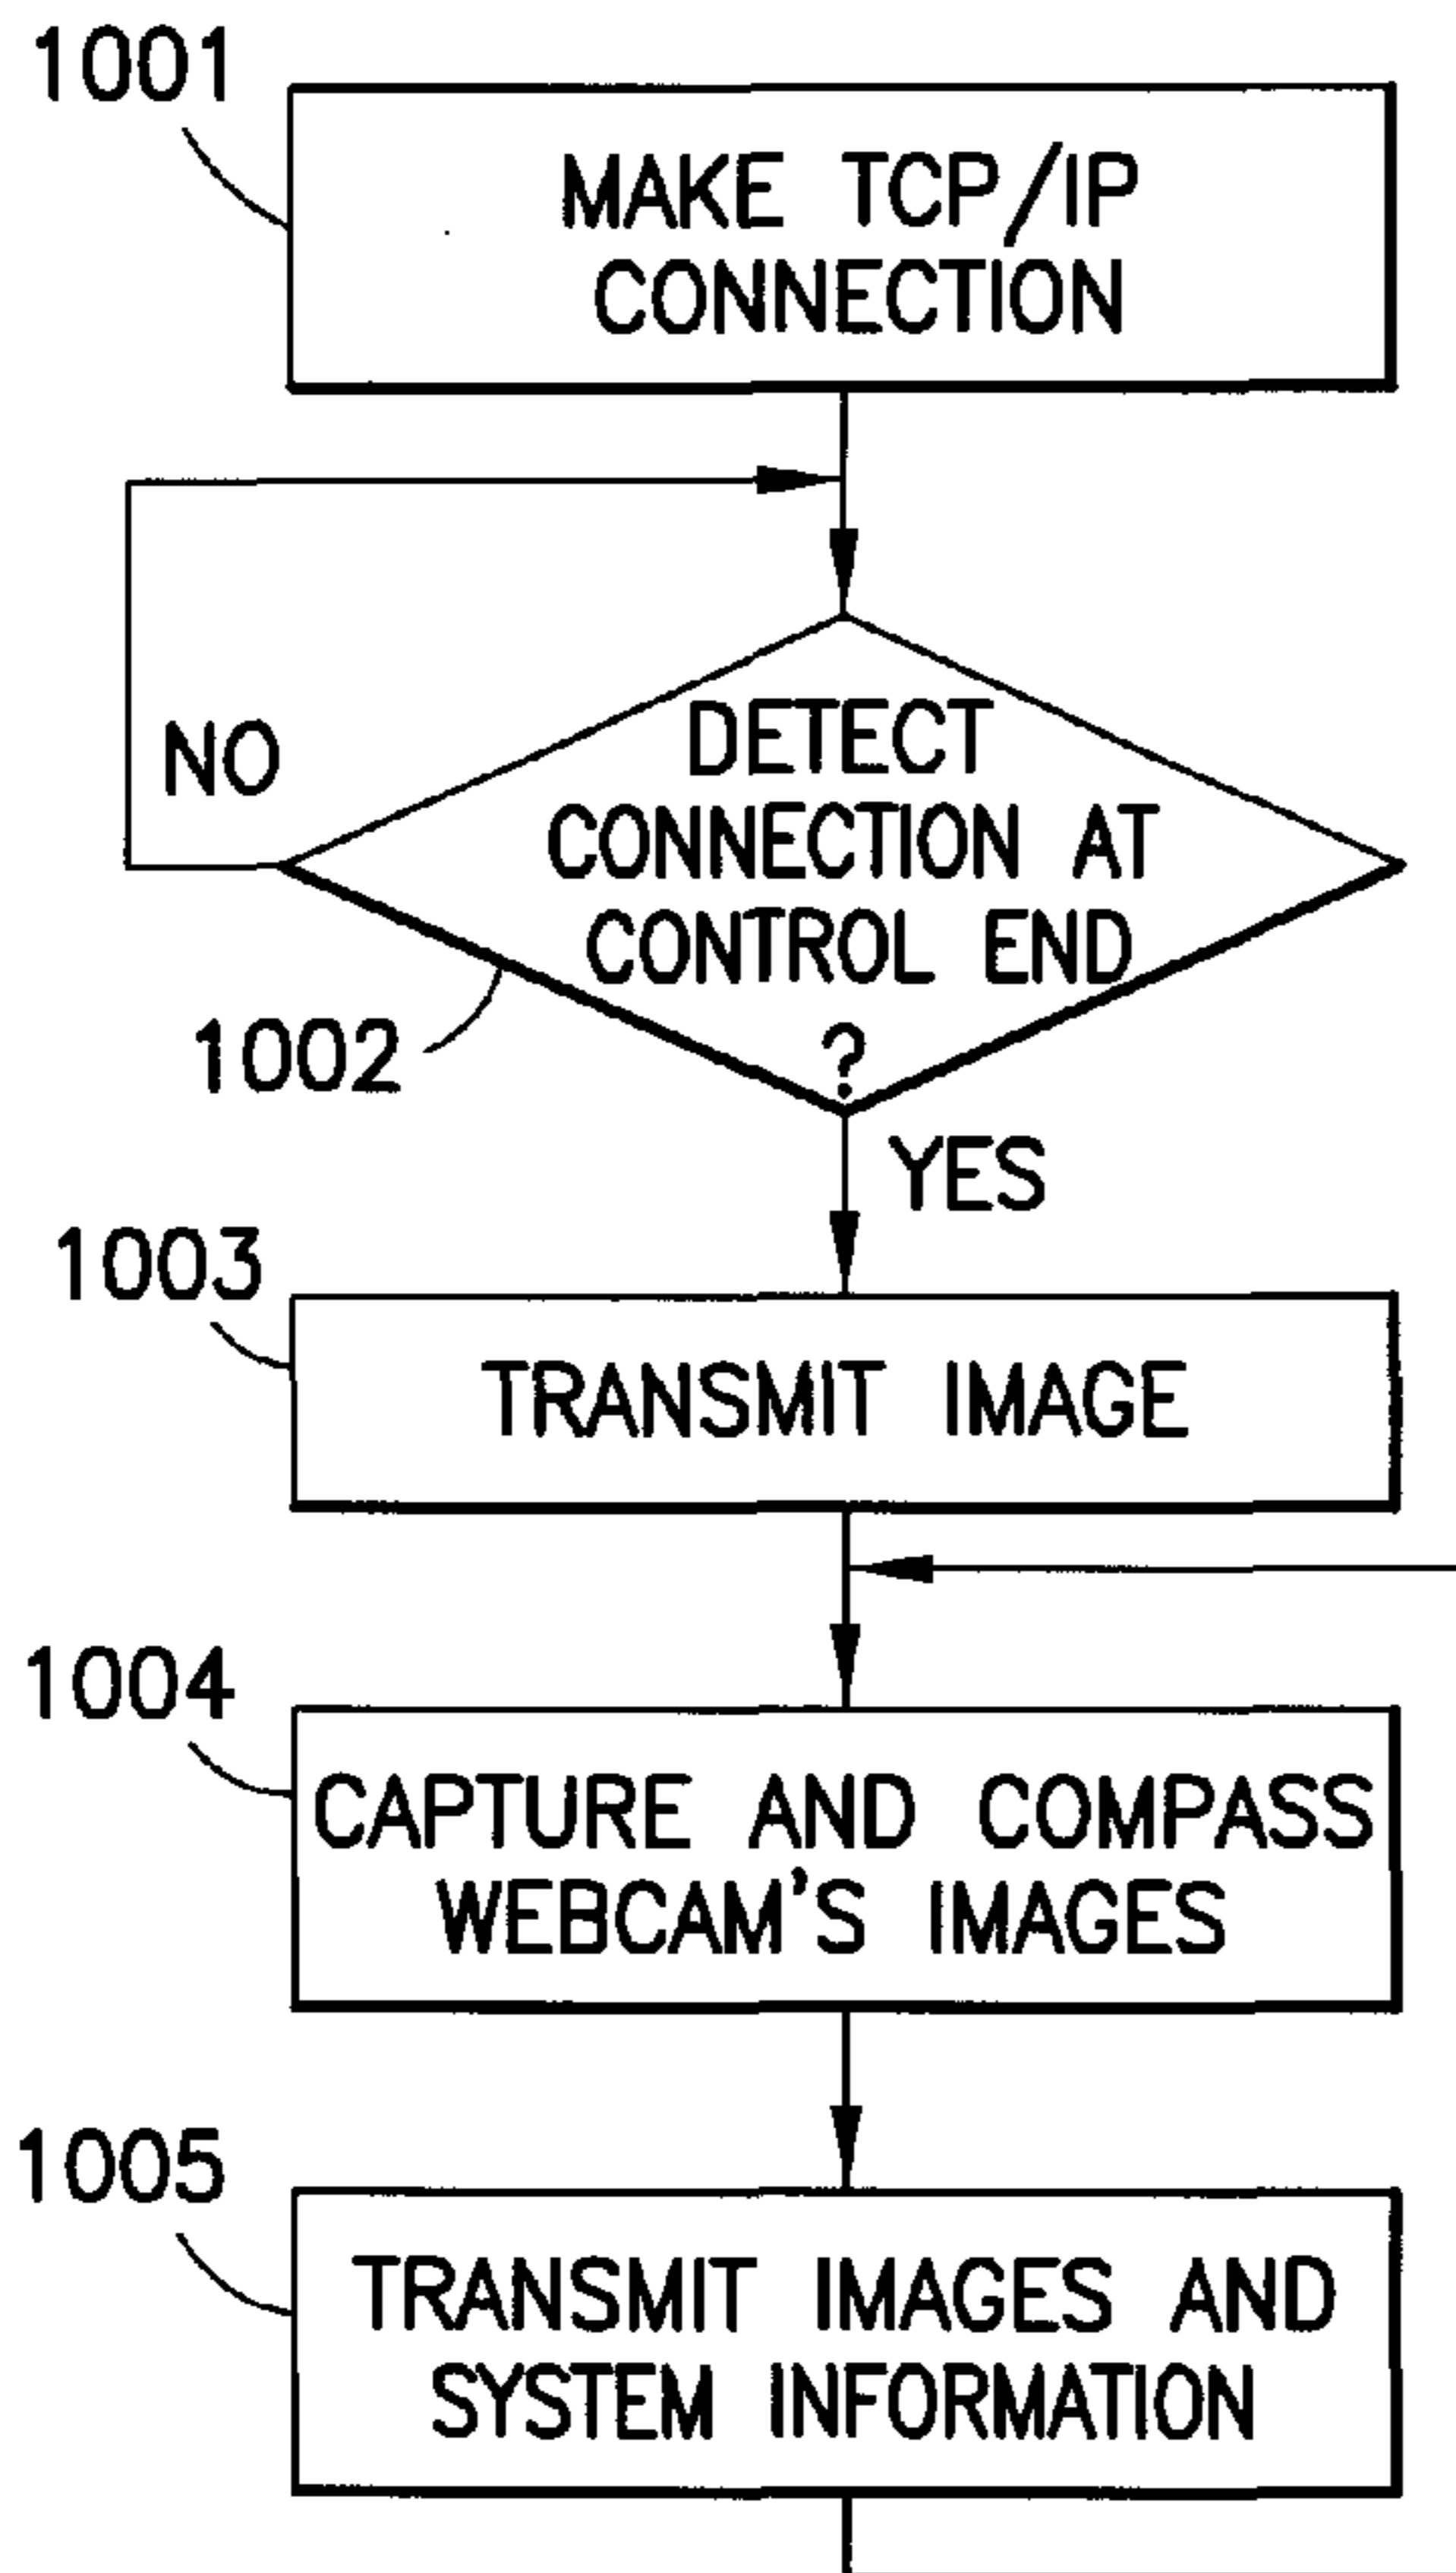 1001
MAKE TCP/IP
CONNECTION
NO
DETECT
CONNECTION AT
CONTROL END
?
1002
YES
1003
TRANSMIT IMAGE
1004
CAPTURE AND COMPASS
WEBCAM'S IMAGES
1005
TRANSMIT IMAGES AND
SYSTEM INFORMATION